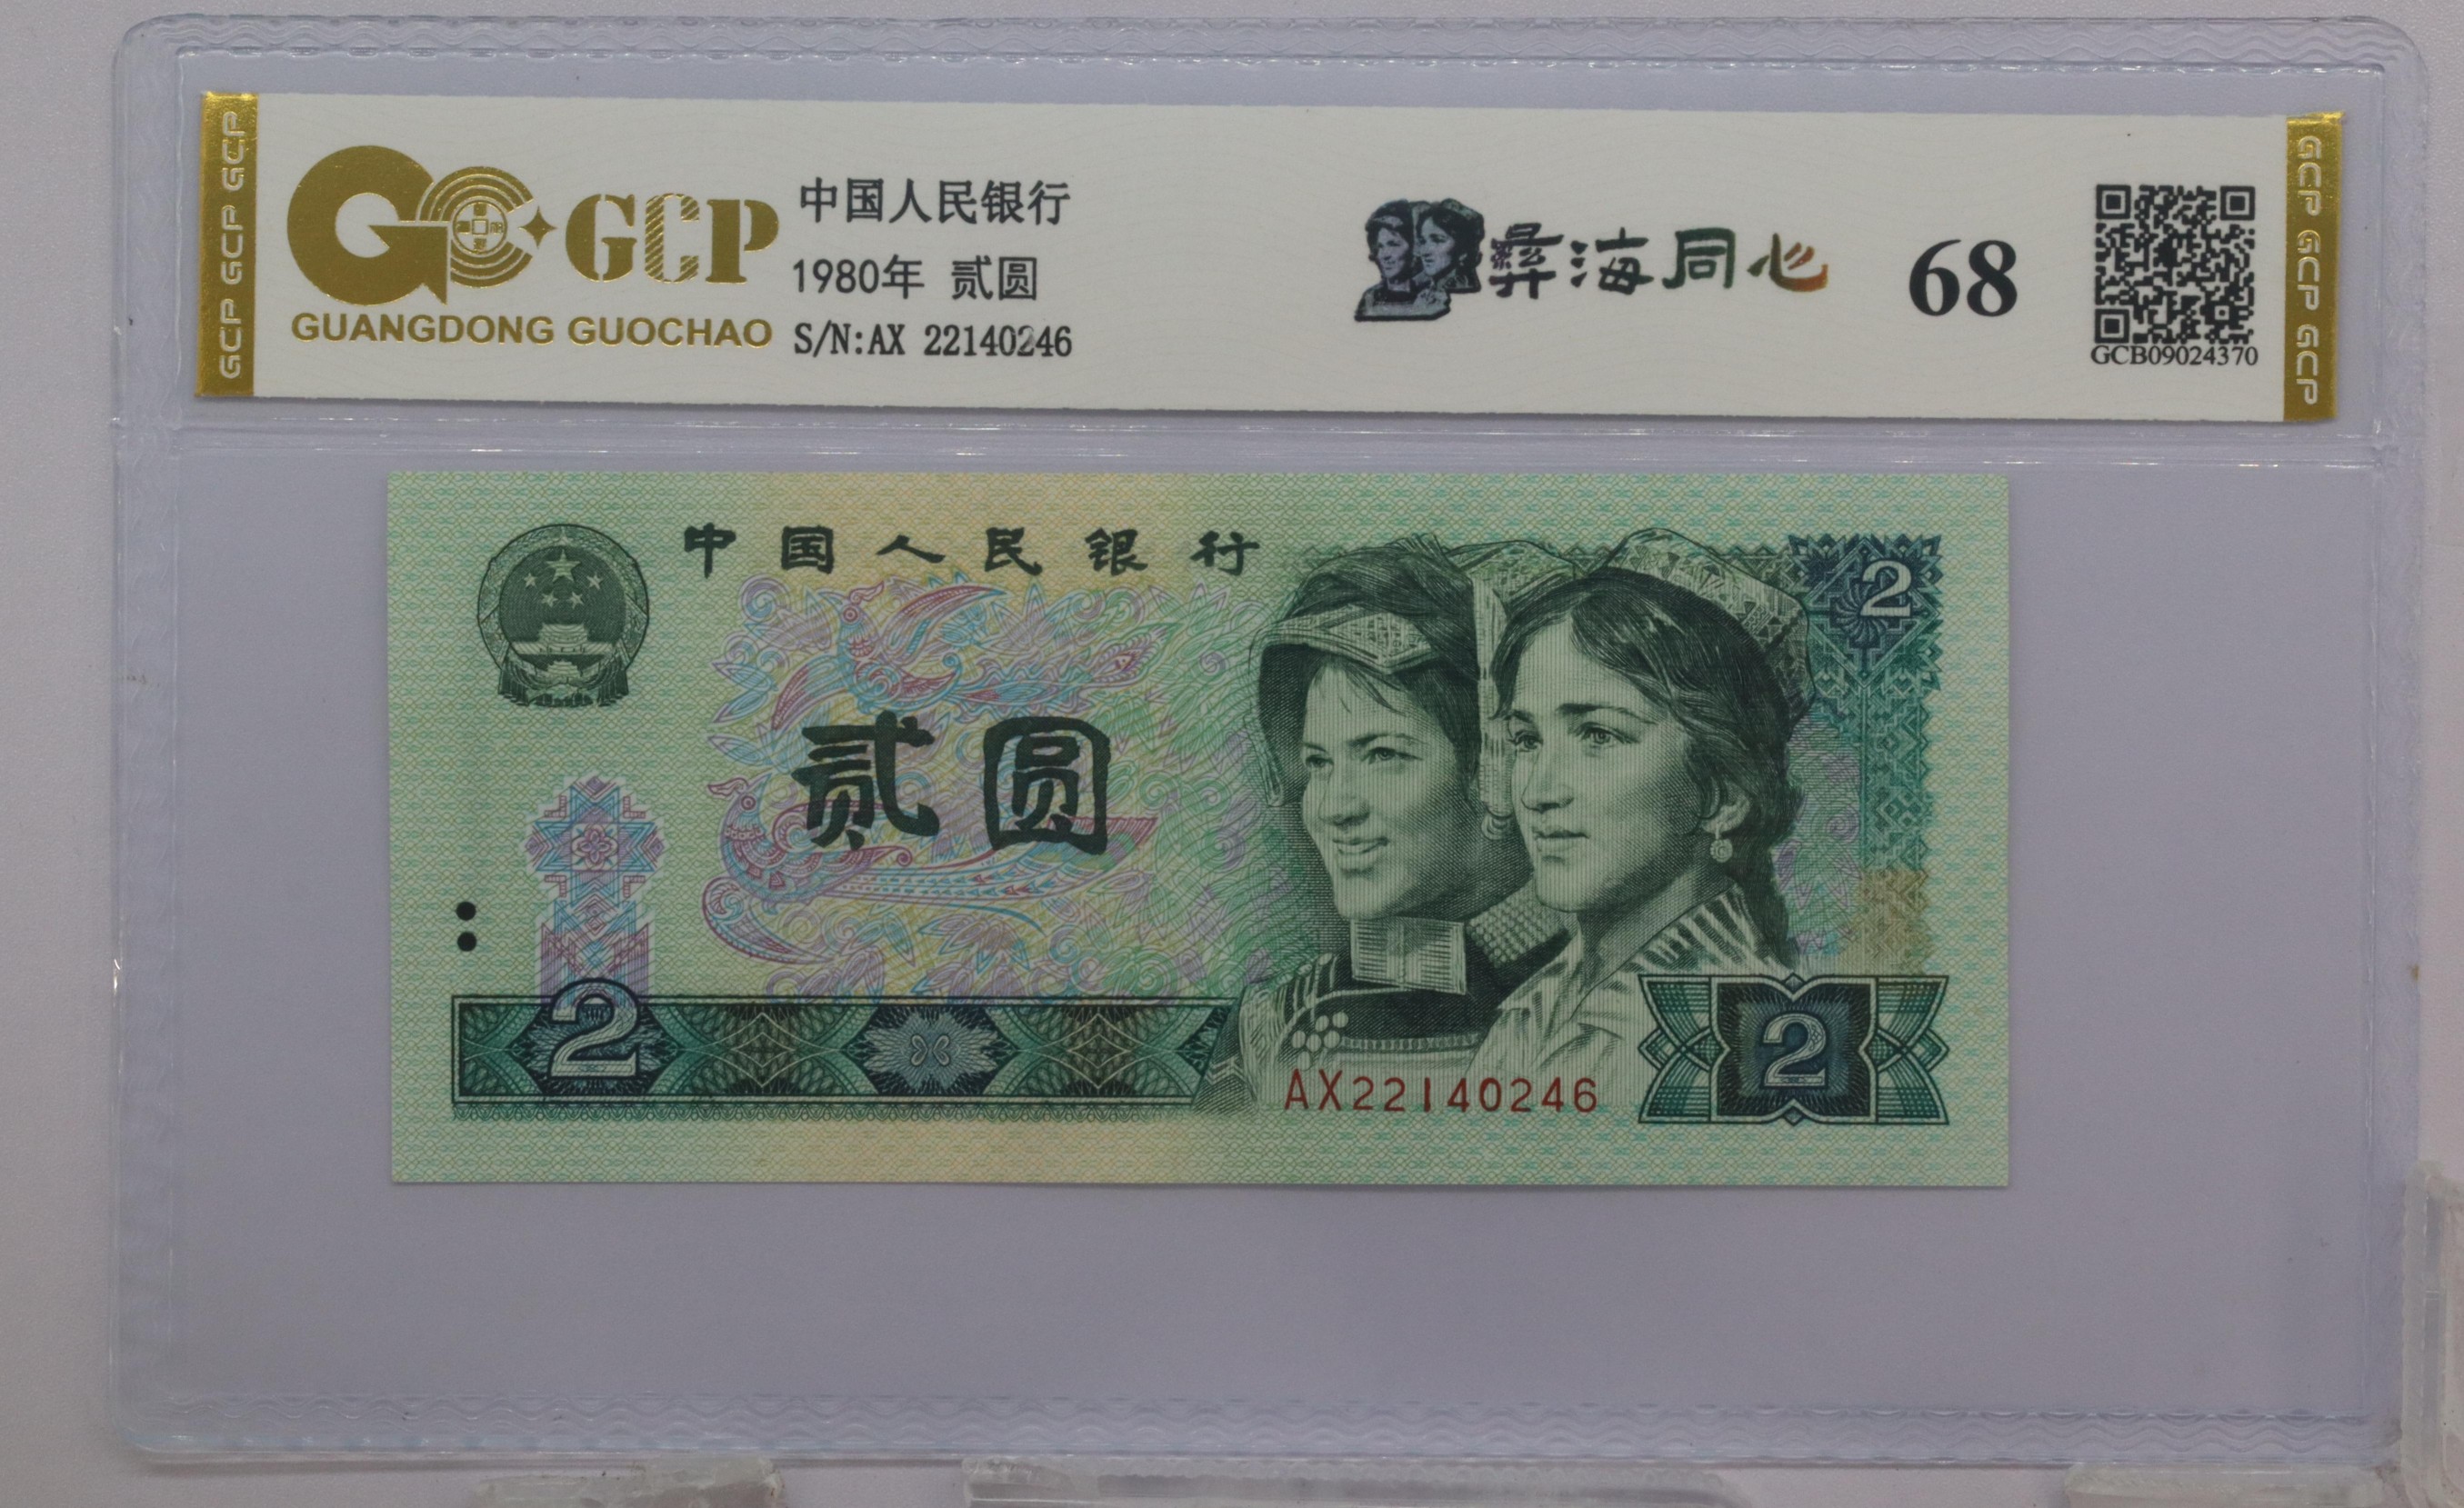 GCP GCP GCP
GCP
GUANGDONG GUOCHAO
中国人民银行
1980年 贰圆
S/N:AX 22140246
彝海同心
68
GCB09024370
GCP GCP GCP
中国人民银行
2
贰圆
2
AX22140246
2